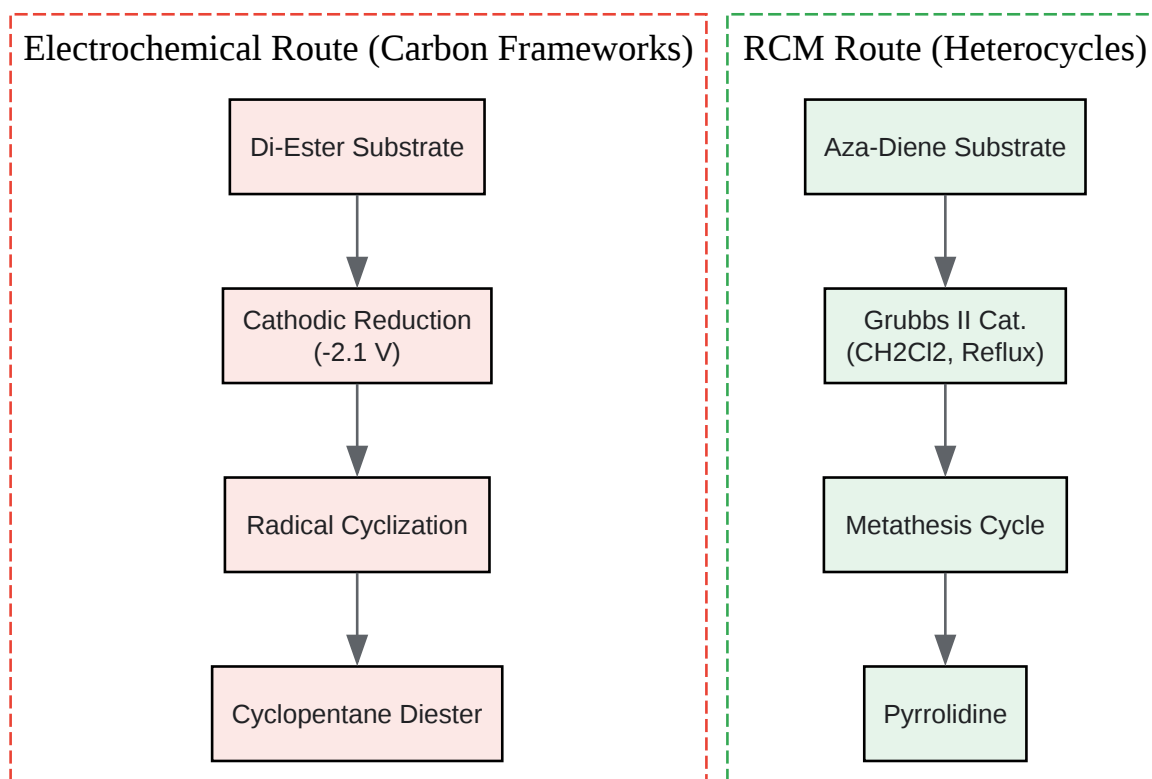 Electrochemical Route (Carbon Frameworks)
Di-Ester Substrate
Cathodic Reduction
(-2.1 V)
Radical Cyclization
Cyclopentane Diester
RCM Route (Heterocycles)
Aza-Diene Substrate
Grubbs II Cat.
(CH2Cl2, Reflux)
Metathesis Cycle
Pyrrolidine